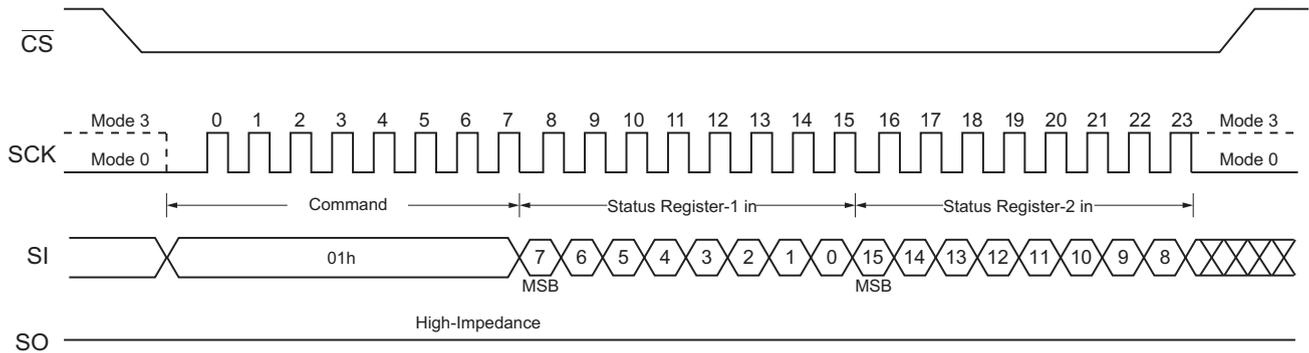 CS
Mode 3 0 1 2 3 4 5 6 7 8 9 10 11 12 13 14 15 16 17 18 19 20 21 22 23 Mode 3
SCK Mode 0 Mode 0
Command Status Register-1 in Status Register-2 in
SI 01h 7 6 5 4 3 2 1 0 15 14 13 12 11 10 9 8
MSB MSB
High-Impedance
SO